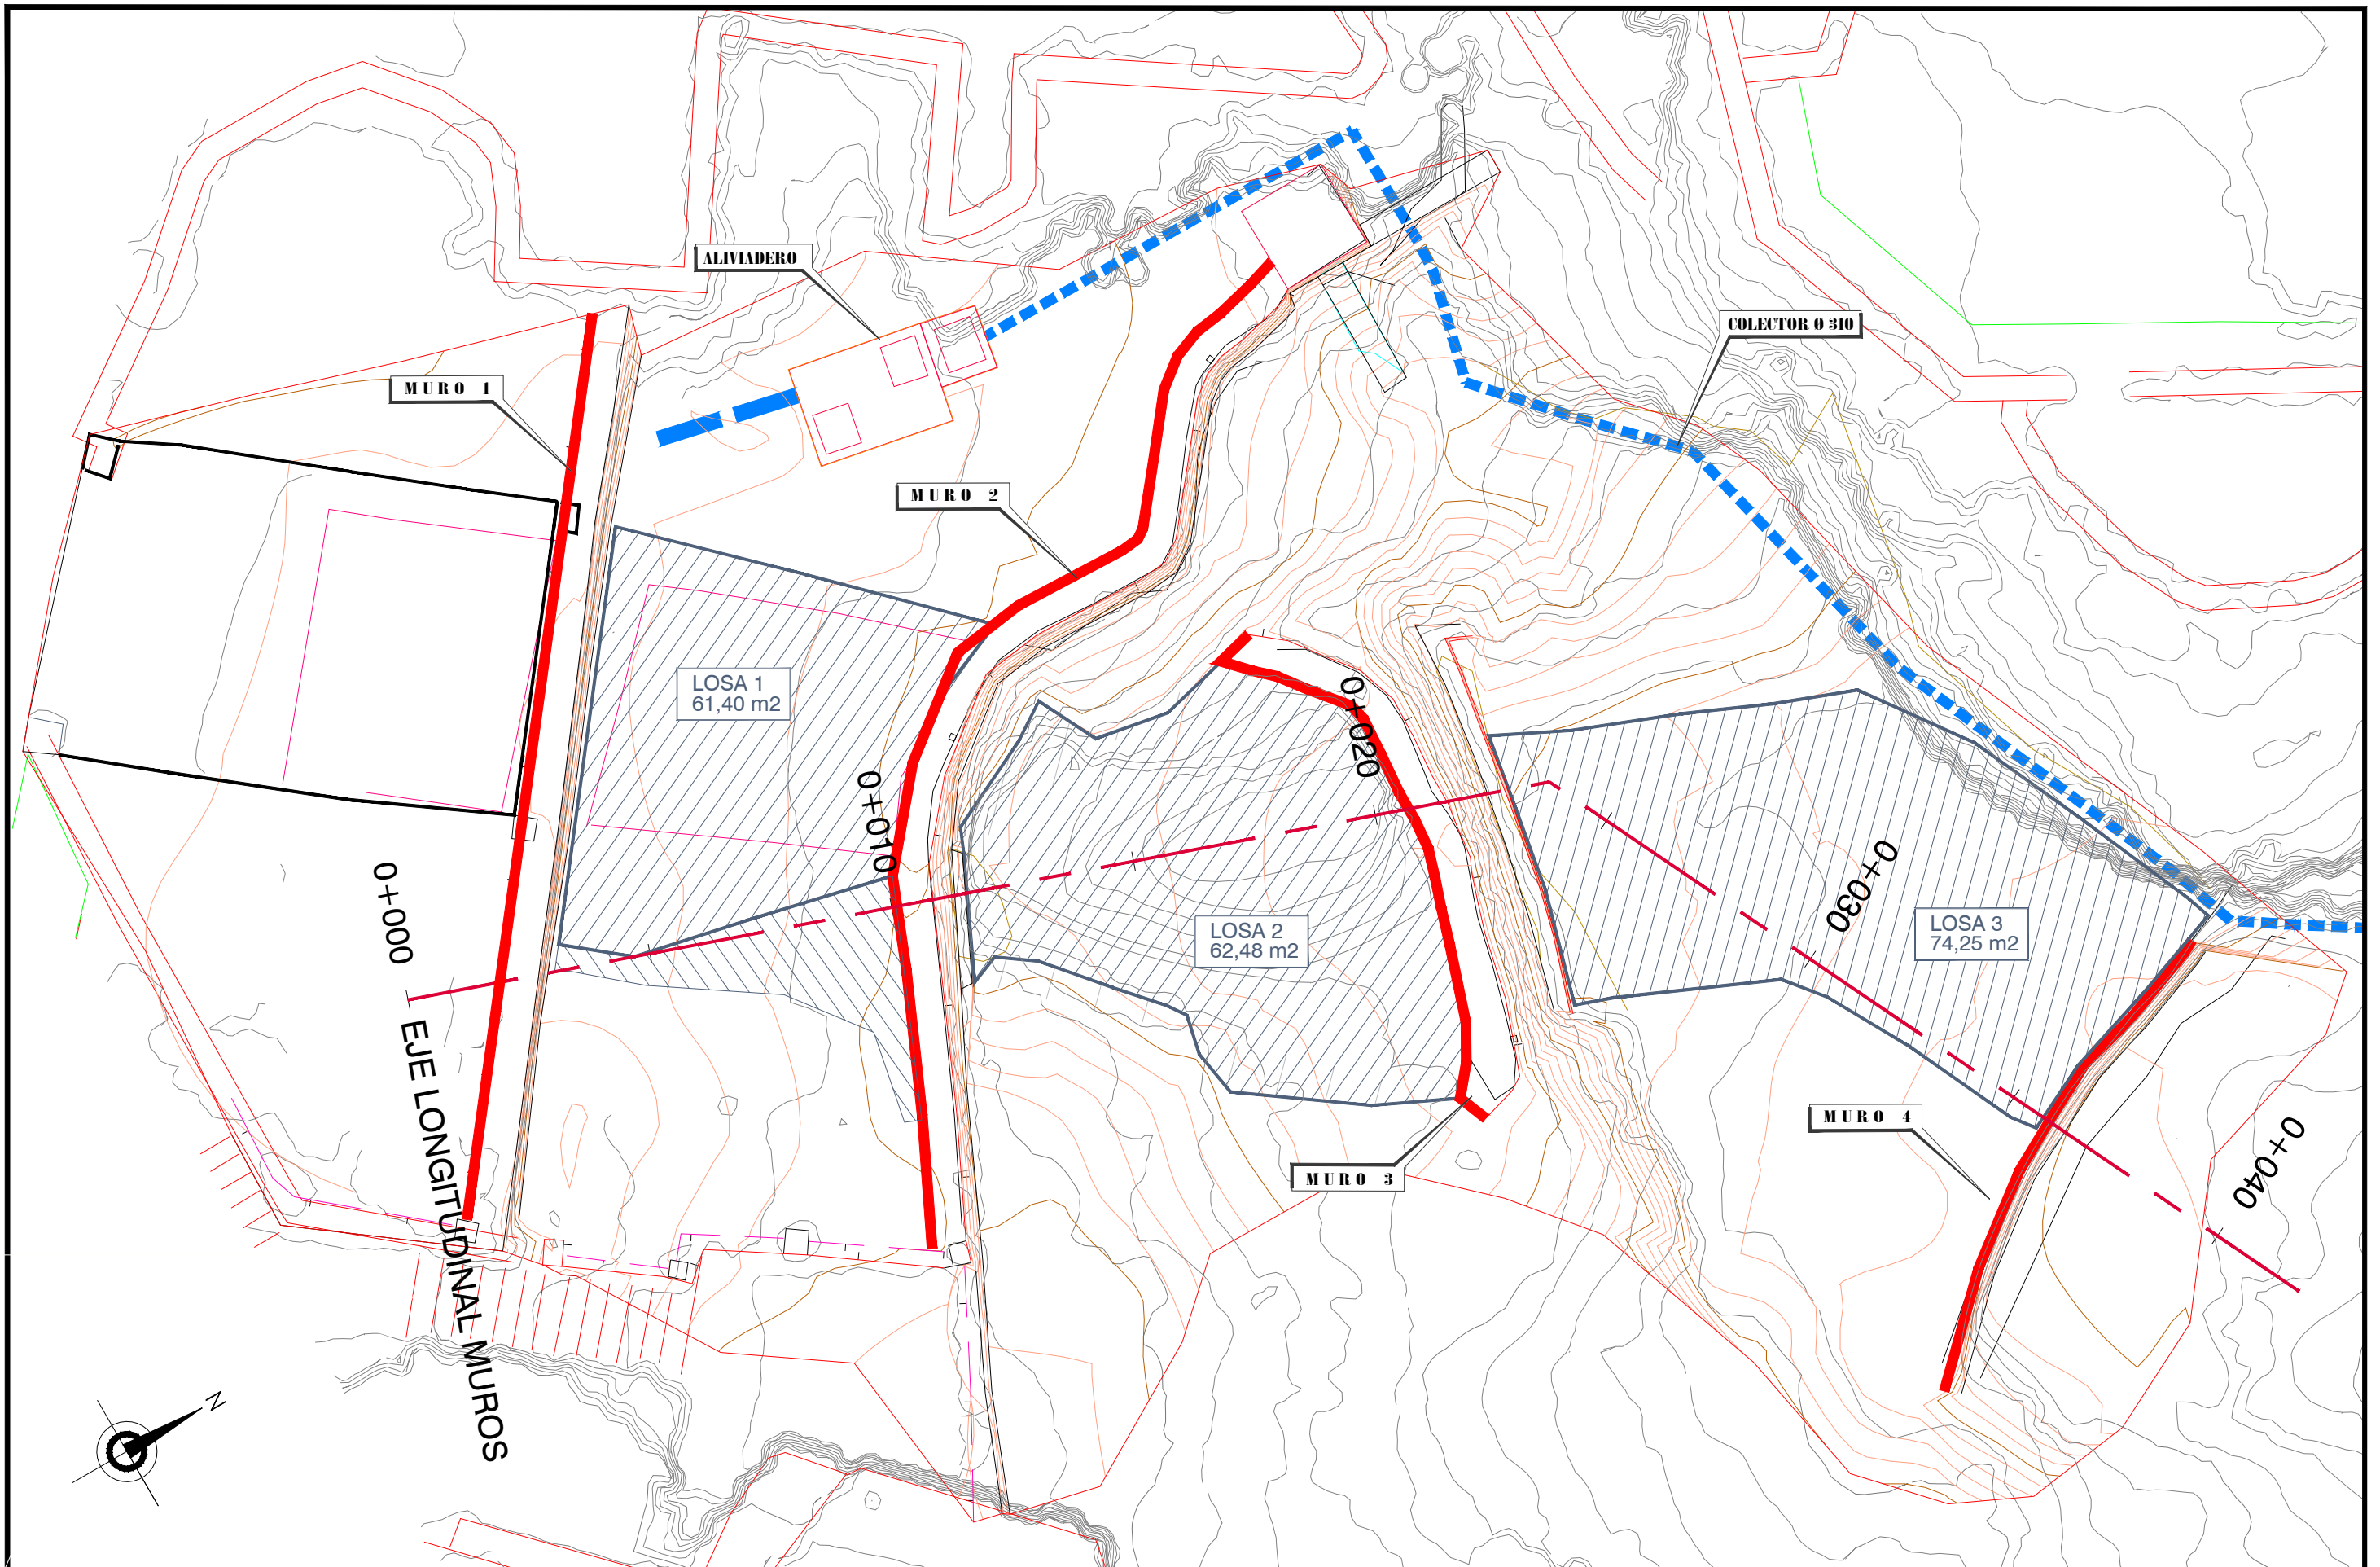 ALIVIADERO
COLECTOR Ø 310
MURO 1
MURO 2
LOSA 1
61,40 m2
0+020
0+010
0+000
0+030
LOSA 2
62,48 m2
LOSA 3
74,25 m2
EJE LONGITUDINAL MUROS
MURO 4
MURO 3
0+040
N